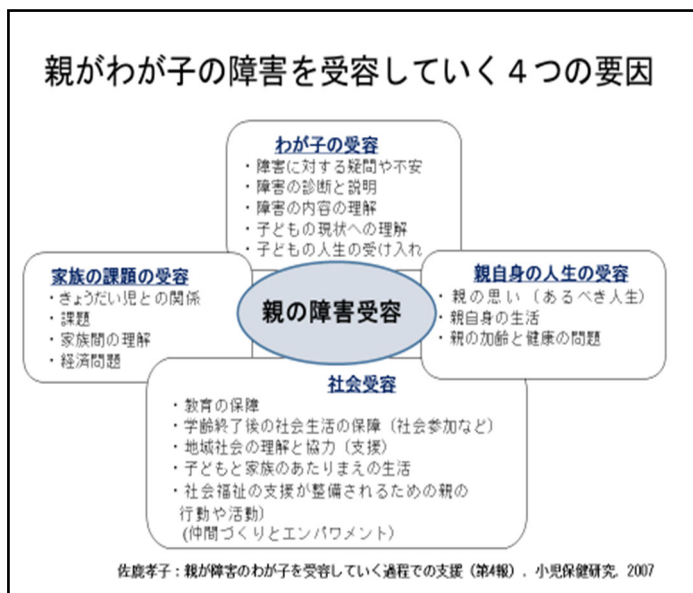 親がわが子の障害を受容していく４つの要因
わが子の受容
・障害に対する疑問や不安
・障害の診断と説明
・障害の内容の理解
・子どもの現状への理解
・子どもの人生の受け入れ
家族の課題の受容
・きょうだい児との関係
・課題
・家族間の理解
・経済問題
親の障害受容
親自身の人生の受容
・親の思い（あるべき人生）
・親自身の生活
・親の加齢と健康の問題
社会受容
・教育の保障
・学齢終了後の社会生活の保障（社会参加など）
・地域社会の理解と協力（支援）
・子どもと家族のあたりまえの生活
・社会福祉の支援が整備されるための親の
行動や活動)
(仲間づくりとエンパワメント）
佐鹿孝子：親が障害のわが子を受容していく過程での支援（第4報）．小児保健研究，2007